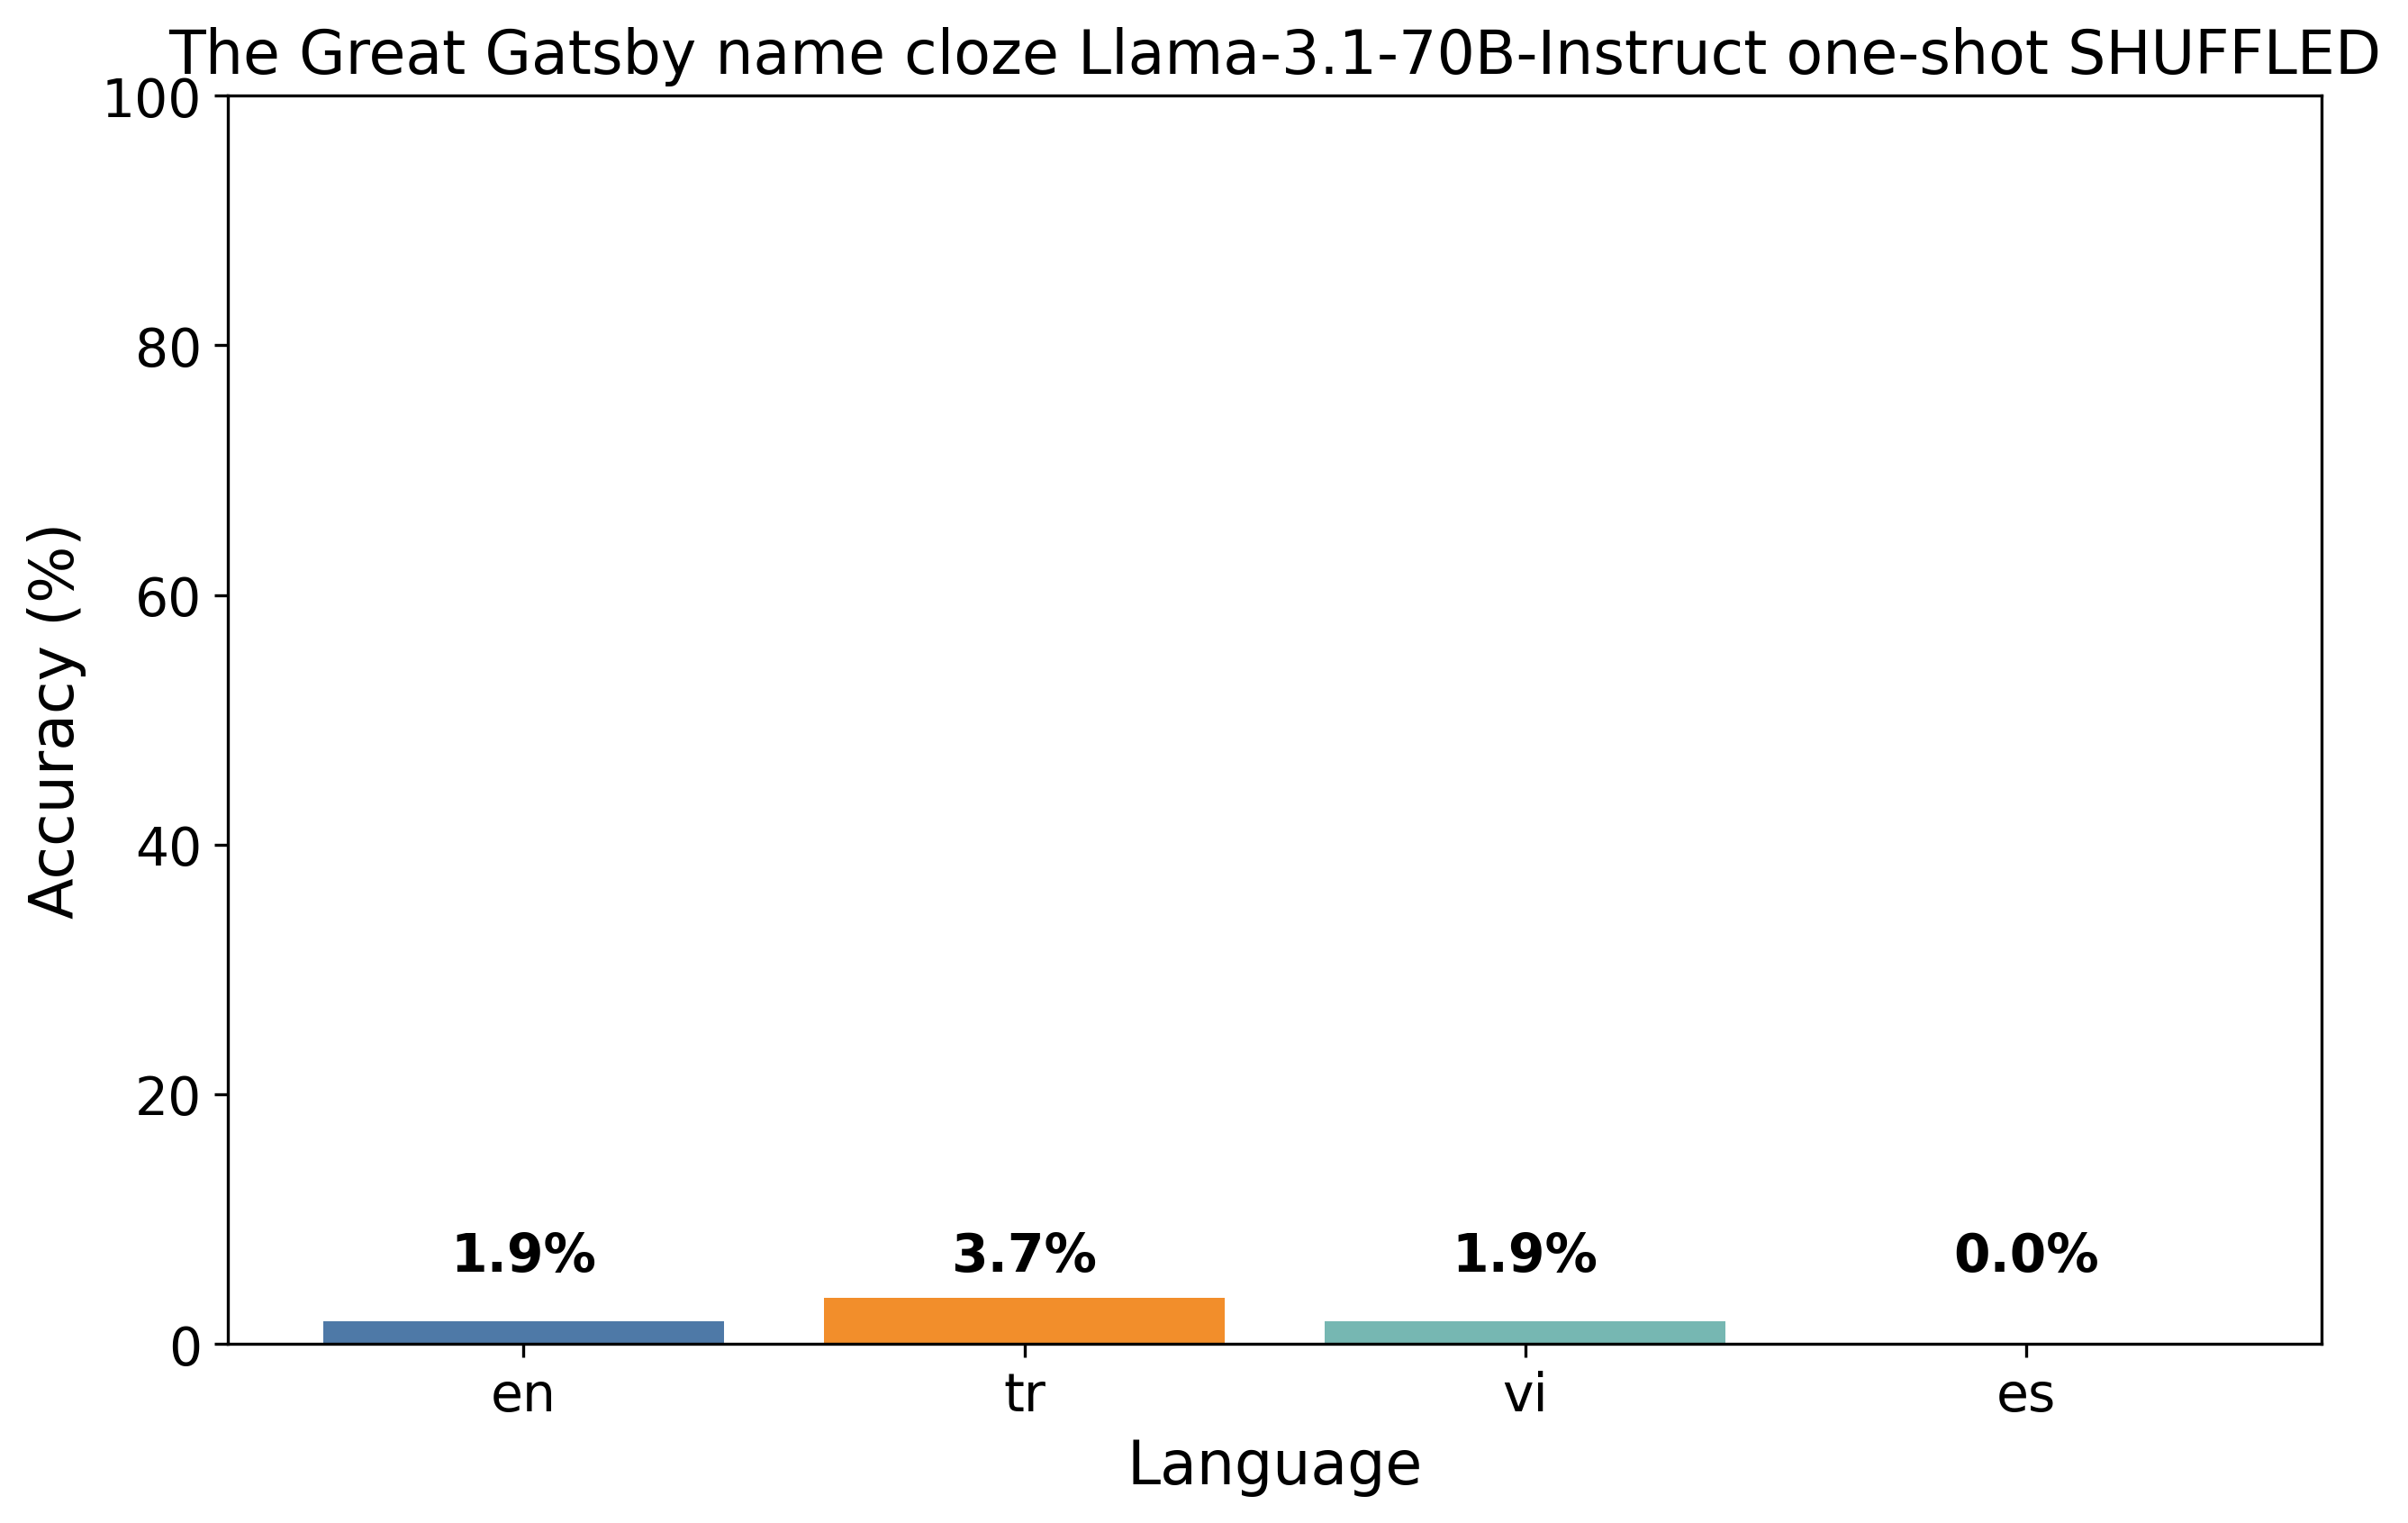 The Great Gatsby name cloze Llama-3.1-70B-Instruct one-shot SHUFFLED
Accuracy (%)
100
80
60
40
20
0
1.9%
3.7%
1.9%
0.0%
en
tr
vi
es
Language